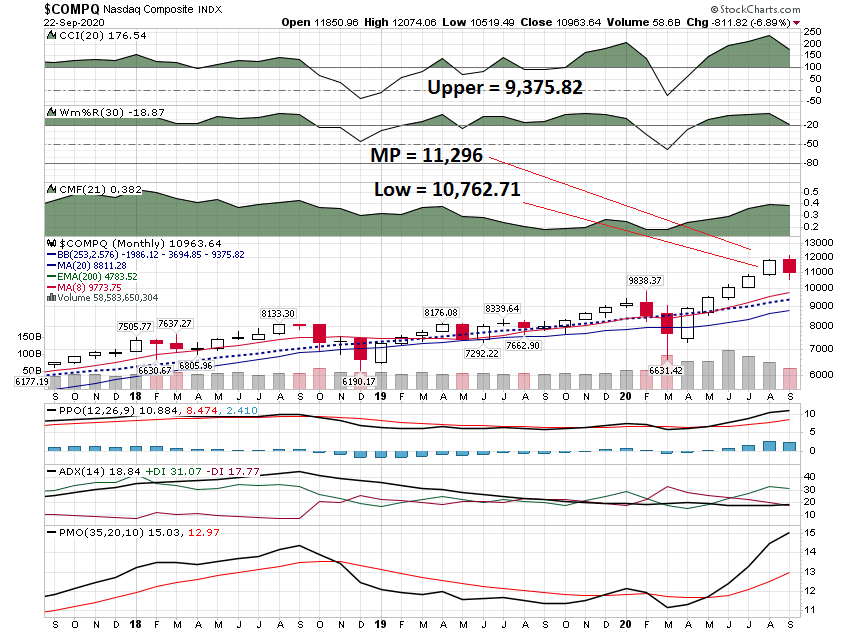 $COMPQ Nasdaq Composite INDX
© StockCharts.com
22-Sep-2020
Open 11850.96 High 12074.06 Low 10519.49 Close 10963.64 Volume 58.6B Chg -811.82 (-6.89%)
CCI(20) 176.54
250
200
150
100
50
0
-50
Upper = 9,375.82
Wm%R(30) -18.87
-20
-50
-80
MP = 11,296
Low = 10,762.71
CMF(21) 0.382
0.5
0.4
0.3
0.2
$COMPQ (Monthly) 10963.64
BB(253,2.576) -1986.12 - 3694.85 - 9375.82
MA(20) 8811.28
EMA(200) 4783.52
MA(8) 9773.75
Volume 58,583,650,304
13000
12000
11000
10000
9000
8000
7000
6000
150B
100B
50B
6177.19
7505.77
6630.67
7637.27
6805.96
8133.30
6190.17
8176.08
7292.22
8339.64
7662.90
9838.37
6631.42
S O N D 18 F M A M J J A S O N D 19 F M A M J J A S O N D 20 F M A M J J A S
PPO(12,26,9) 10.884, 8.474, 2.410
10
5
0
ADX(14) 18.84 +DI 31.07 -DI 17.77
40
30
20
10
PMO(35,20,10) 15.03, 12.97
15
14
13
12
11
S O N D 18 F M A M J J A S O N D 19 F M A M J J A S O N D 20 F M A M J J A S